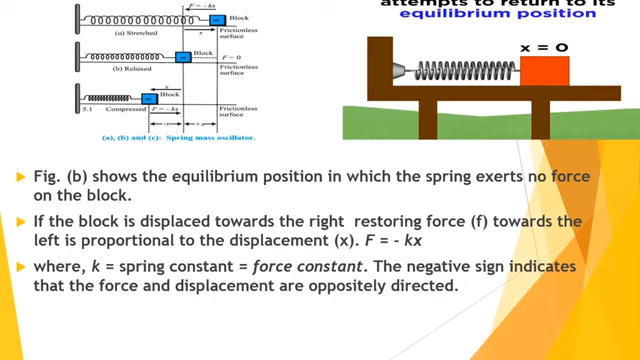 F = - kx
Block
m
x
Frictionless
surface
(a) Stretched
Block
m
F = 0
Frictionless
surface
(b) Relaxed
x
Block
m
F = - kx
Frictionless
surface
5.1 Compressed
- x
+ x
(a), (b) and (c): Spring mass oscillator
attempts to return to its
equilibrium position
x = 0
Fig. (b) shows the equilibrium position in which the spring exerts no force
on the block.
If the block is displaced towards the right restoring force (f) towards the
left is proportional to the displacement (x). F = - kx
where, k = spring constant = force constant. The negative sign indicates
that the force and displacement are oppositely directed.